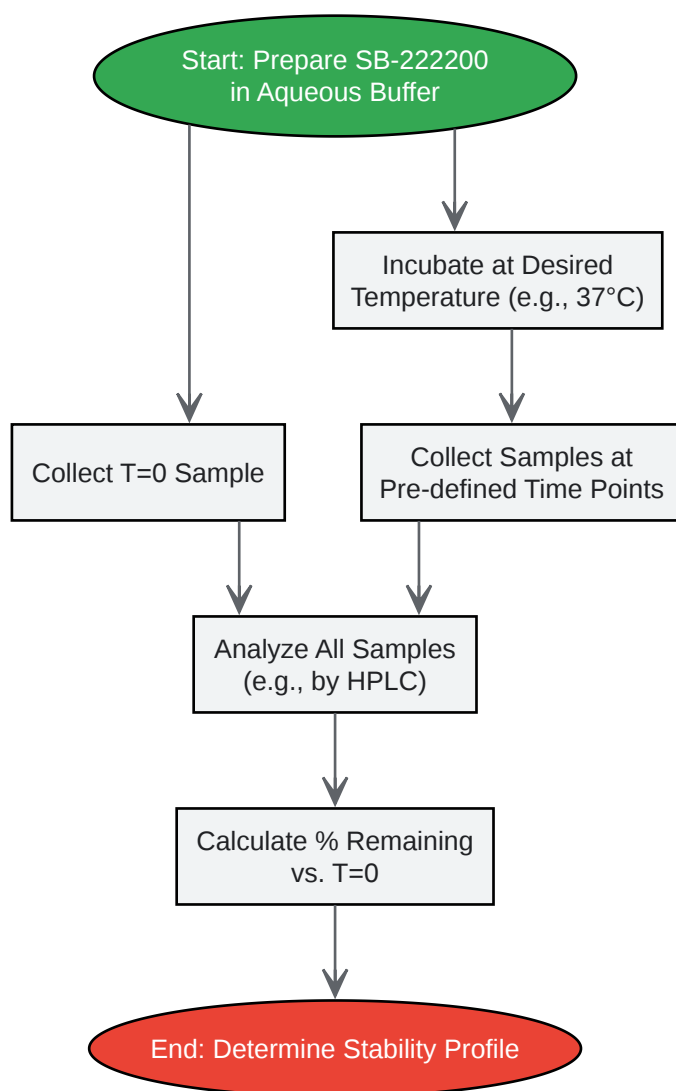 Start: Prepare SB-222200
in Aqueous Buffer
Incubate at Desired
Temperature (e.g., 37°C)
Collect T=0 Sample
Collect Samples at
Pre-defined Time Points
Analyze All Samples
(e.g., by HPLC)
Calculate % Remaining
vs. T=0
End: Determine Stability Profile